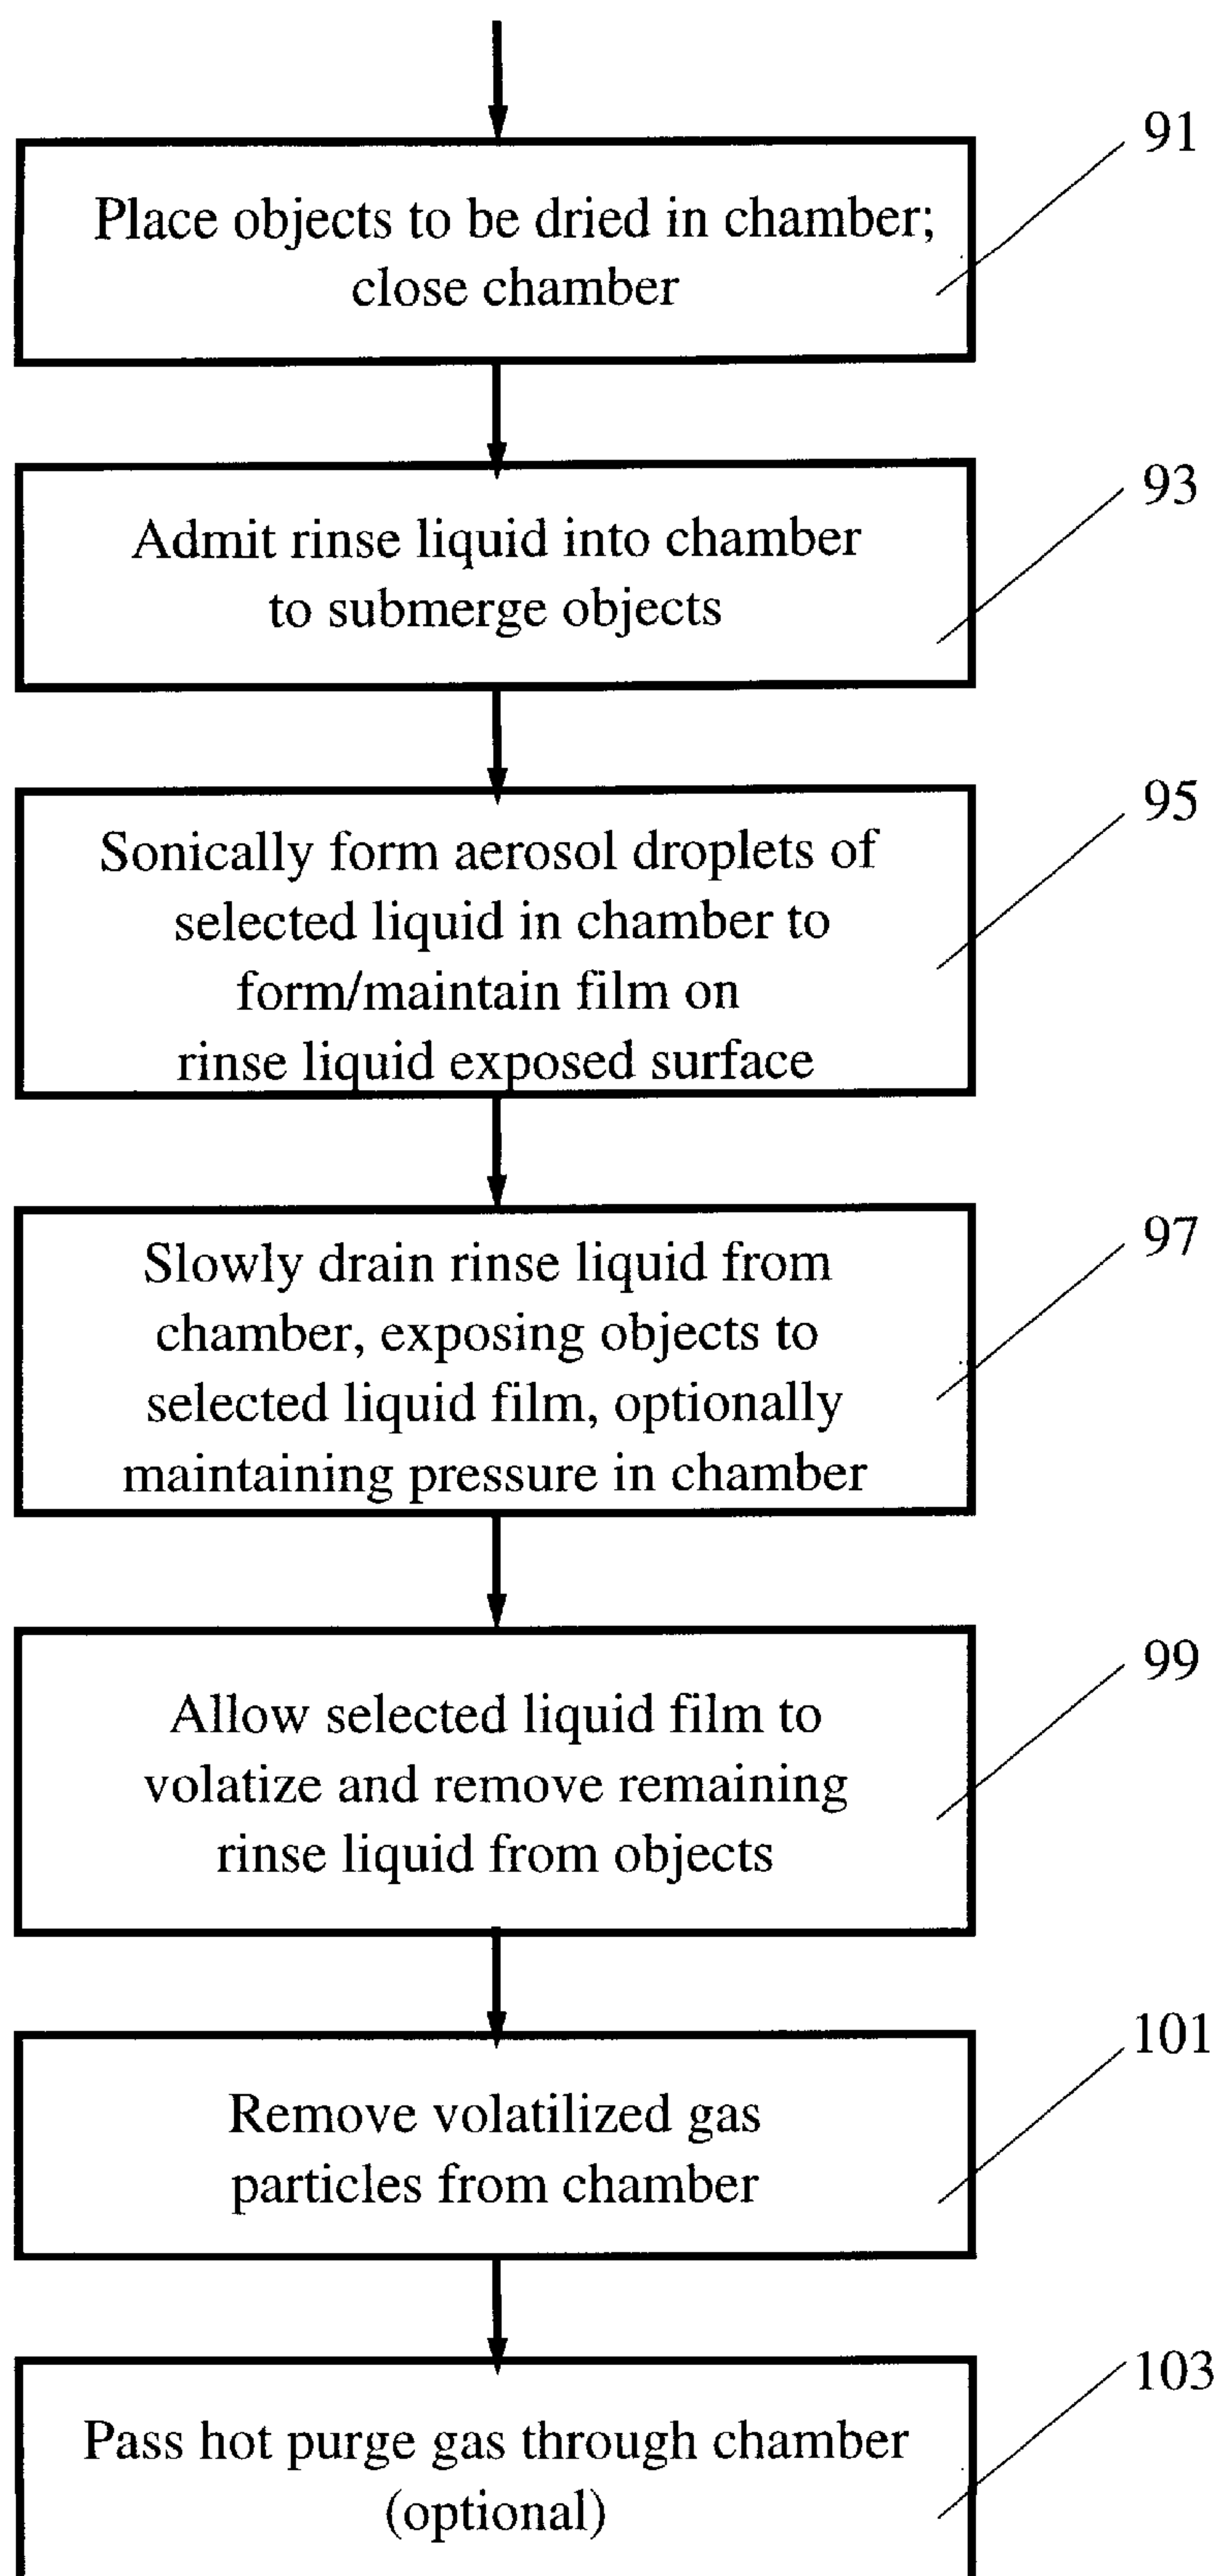 91
Place objects to be dried in chamber;
close chamber
93
Admit rinse liquid into chamber
to submerge objects
95
Sonically form aerosol droplets of
selected liquid in chamber to
form/maintain film on
rinse liquid exposed surface
97
Slowly drain rinse liquid from
chamber, exposing objects to
selected liquid film, optionally
maintaining pressure in chamber
99
Allow selected liquid film to
volatize and remove remaining
rinse liquid from objects
101
Remove volatilized gas
particles from chamber
103
Pass hot purge gas through chamber
(optional)